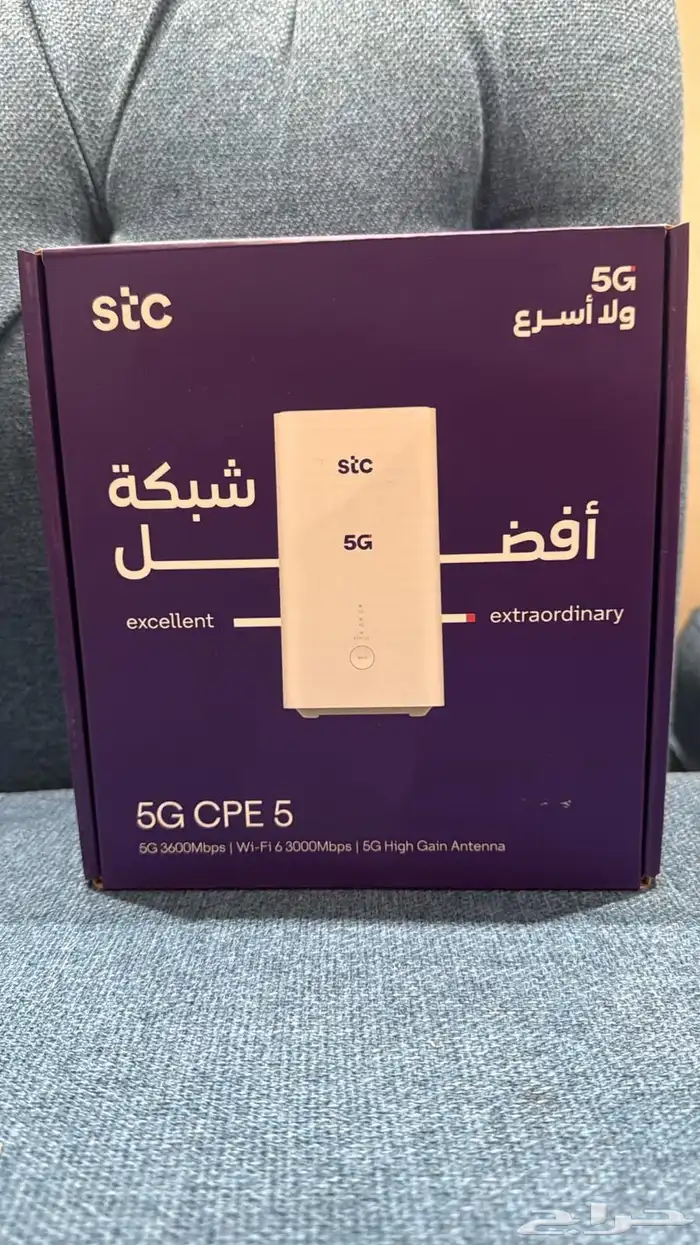 stc
5G
ولا أسرع
شبكة
أفضل
excellent
extraordinary
stc
5G
5G CPE 5
5G 3600Mbps | Wi-Fi 6 3000Mbps | 5G High Gain Antenna
حراج